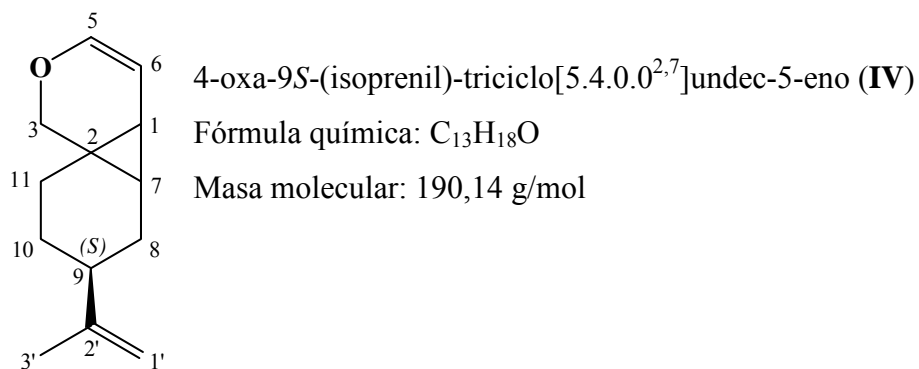 5
O
6
3
2
1
11
7
10
(S)
8
9
3'
2'
1'
4-oxa-9S-(isoprenil)-triciclo[5.4.0.0^2,7]undec-5-eno (IV)
Fórmula química: C13H18O
Masa molecular: 190,14 g/mol